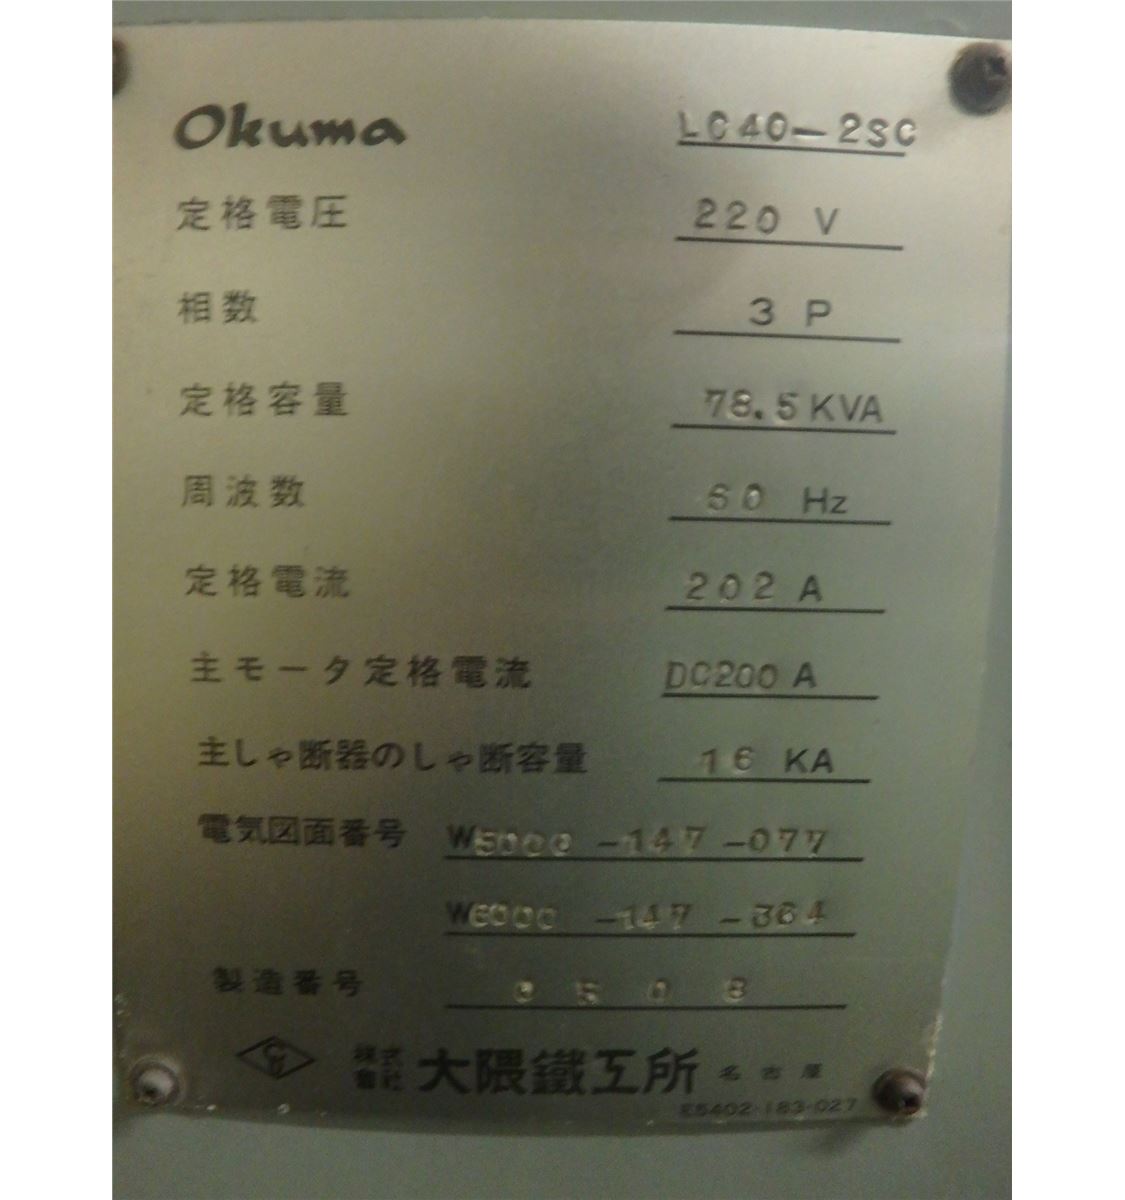 Okuma LC40-2SC
定格電圧 220 V
相数 3 P
定格容量 78.5 KVA
周波数 60 Hz
定格電流 202 A
主モータ定格電流 DC200 A
主しゃ断器のしゃ断容量 16 KA
電気図面番号 W5000-147-077
W6000-147-364
製造番号
株式會社 大隈鐵工所 名古屋
E5402-183-027